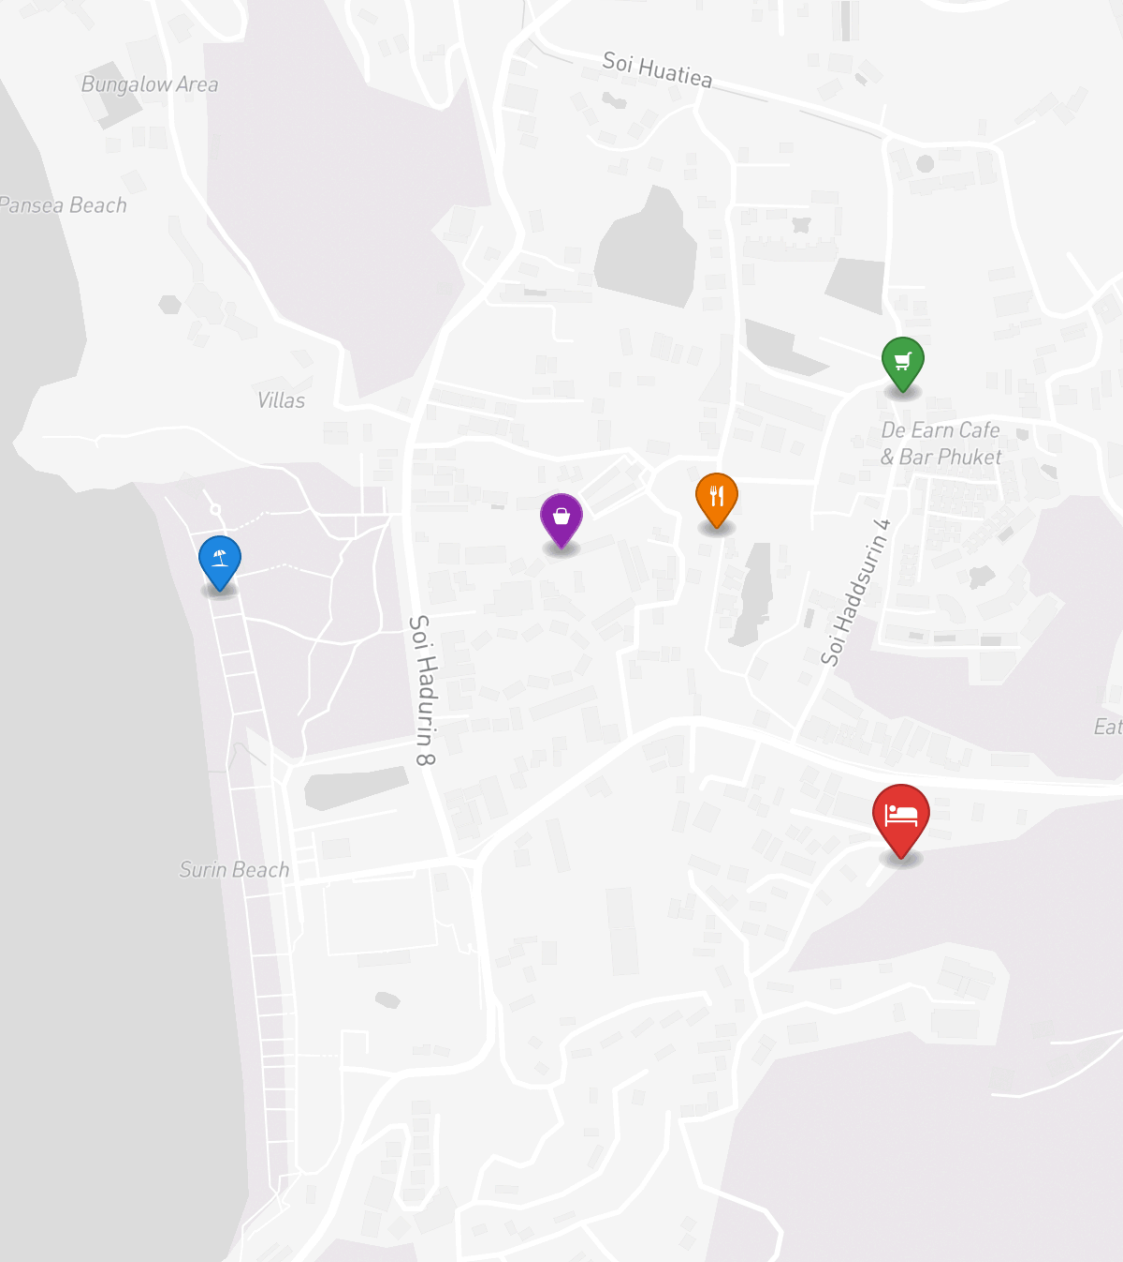 Soi Huatiea
Bungalow Area
Pansea Beach
Villas
De Earn Cafe
& Bar Phuket
Soi Haddsurin 4
Soi Hadurin 8
Eat
Surin Beach